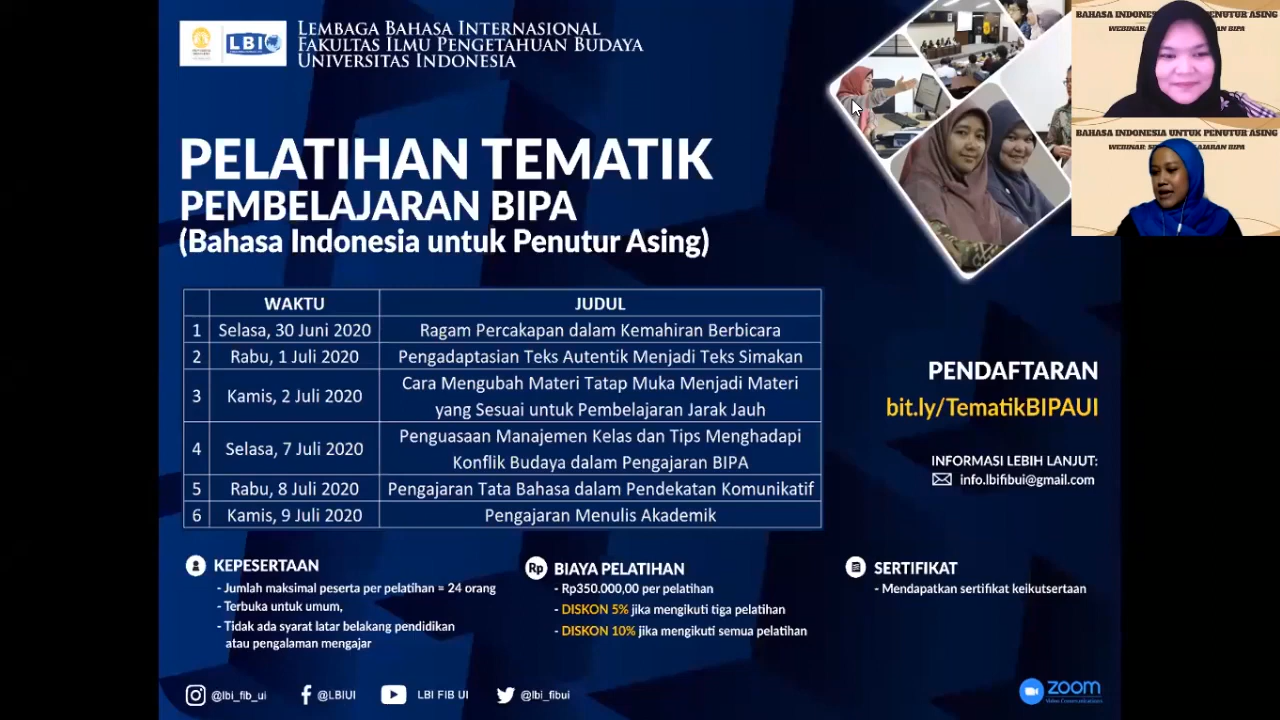 LBI
LEMBAGA BAHASA INTERNASIONAL
FAKULTAS ILMU PENGETAHUAN BUDAYA
UNIVERSITAS INDONESIA
PELATIHAN TEMATIK
PEMBELAJARAN BIPA
(Bahasa Indonesia untuk Penutur Asing)
WAKTU JUDUL
1 Selasa, 30 Juni 2020 Ragam Percakapan dalam Kemahiran Berbicara
2 Rabu, 1 Juli 2020 Pengadaptasian Teks Autentik Menjadi Teks Simakan
3 Kamis, 2 Juli 2020 Cara Mengubah Materi Tatap Muka Menjadi Materi
yang Sesuai untuk Pembelajaran Jarak Jauh
4 Selasa, 7 Juli 2020 Penguasaan Manajemen Kelas dan Tips Menghadapi
Konflik Budaya dalam Pengajaran BIPA
5 Rabu, 8 Juli 2020 Pengajaran Tata Bahasa dalam Pendekatan Komunikatif
6 Kamis, 9 Juli 2020 Pengajaran Menulis Akademik
PENDAFTARAN
bit.ly/TematikBIPAUI
INFORMASI LEBIH LANJUT:
info.lbifibui@gmail.com
KEPESERTAAN
- Jumlah maksimal peserta per pelatihan = 24 orang
- Terbuka untuk umum,
- Tidak ada syarat latar belakang pendidikan
atau pengalaman mengajar
Rp BIAYA PELATIHAN
- Rp350.000,00 per pelatihan
- DISKON 5% jika mengikuti tiga pelatihan
- DISKON 10% jika mengikuti semua pelatihan
SERTIFIKAT
- Mendapatkan sertifikat keikutsertaan
@lbi_fib_ui @LBIUI LBI FIB UI @lbi_fibui
zoom
BAHASA INDONES PENUTUR ASING
WEBINAR: BIPA
BAHASA INDONESIA UNTUK PENUTUR ASING
WEBINAR: BIPA